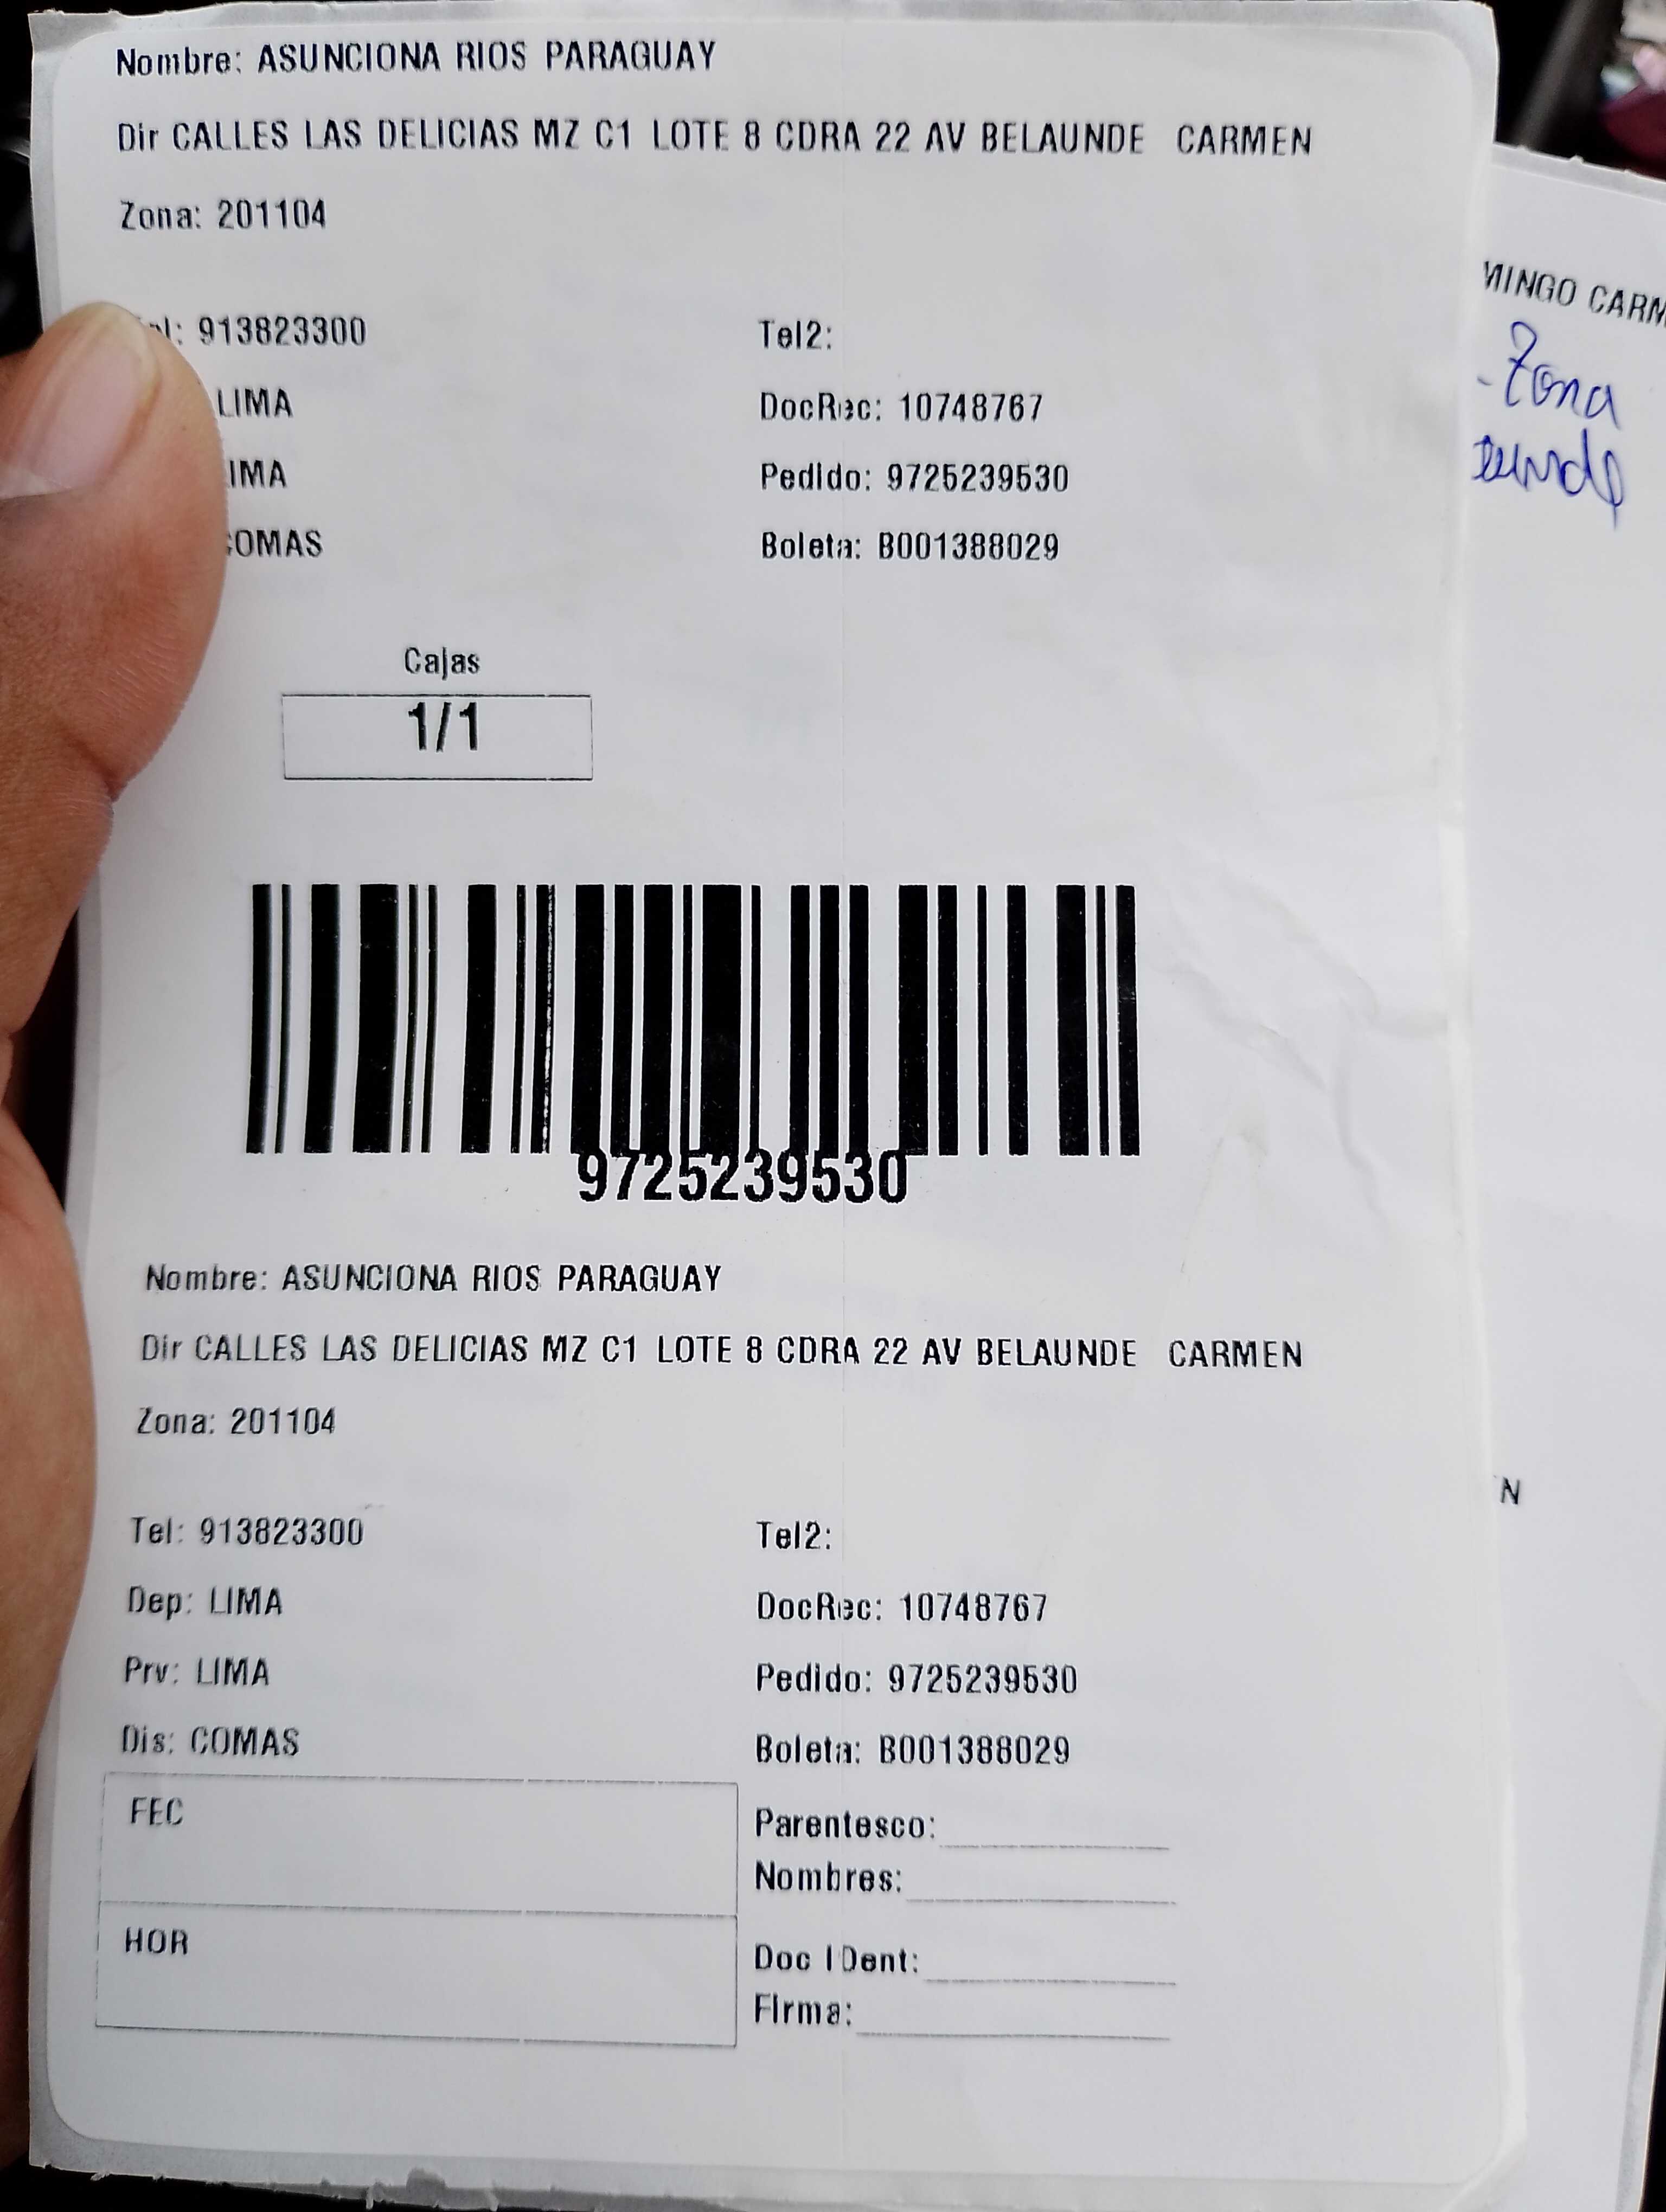 Nombre: ASUNCIONA RIOS PARAGUAY
Dir CALLES LAS DELICIAS MZ C1 LOTE 8 CDRA 22 AV BELAUNDE CARMEN
Zona: 201104
913823300 Tel2:
LIMA DocRec: 10748767
IMA Pedido: 9725239530
COMAS Boleta: B001388029
Cajas
1/1
9725239530
Nombre: ASUNCIONA RIOS PARAGUAY
Dir CALLES LAS DELICIAS MZ C1 LOTE 8 CDRA 22 AV BELAUNDE CARMEN
Zona: 201104
Tel: 913823300 Tel2:
Dep: LIMA DocRec: 10748767
Prv: LIMA Pedido: 9725239530
Dis: COMAS Boleta: B001388029
FEC Parentesco:
Nombres:
HOR Doc IDent:
Firma:
MINGO CARM
- Zona
N